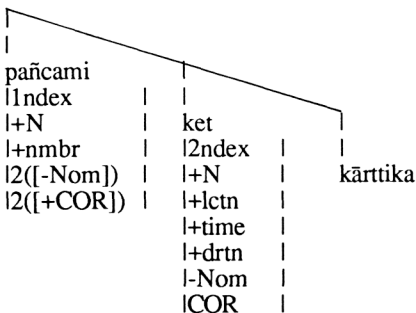 pañcami
|1ndex |
|+N | ket
|+nmbr | |2ndex |
|2([-Nom]) | |+N | kārttika
|2([+COR]) | |+lctn |
|+time |
|+drtn |
|-Nom |
|COR |